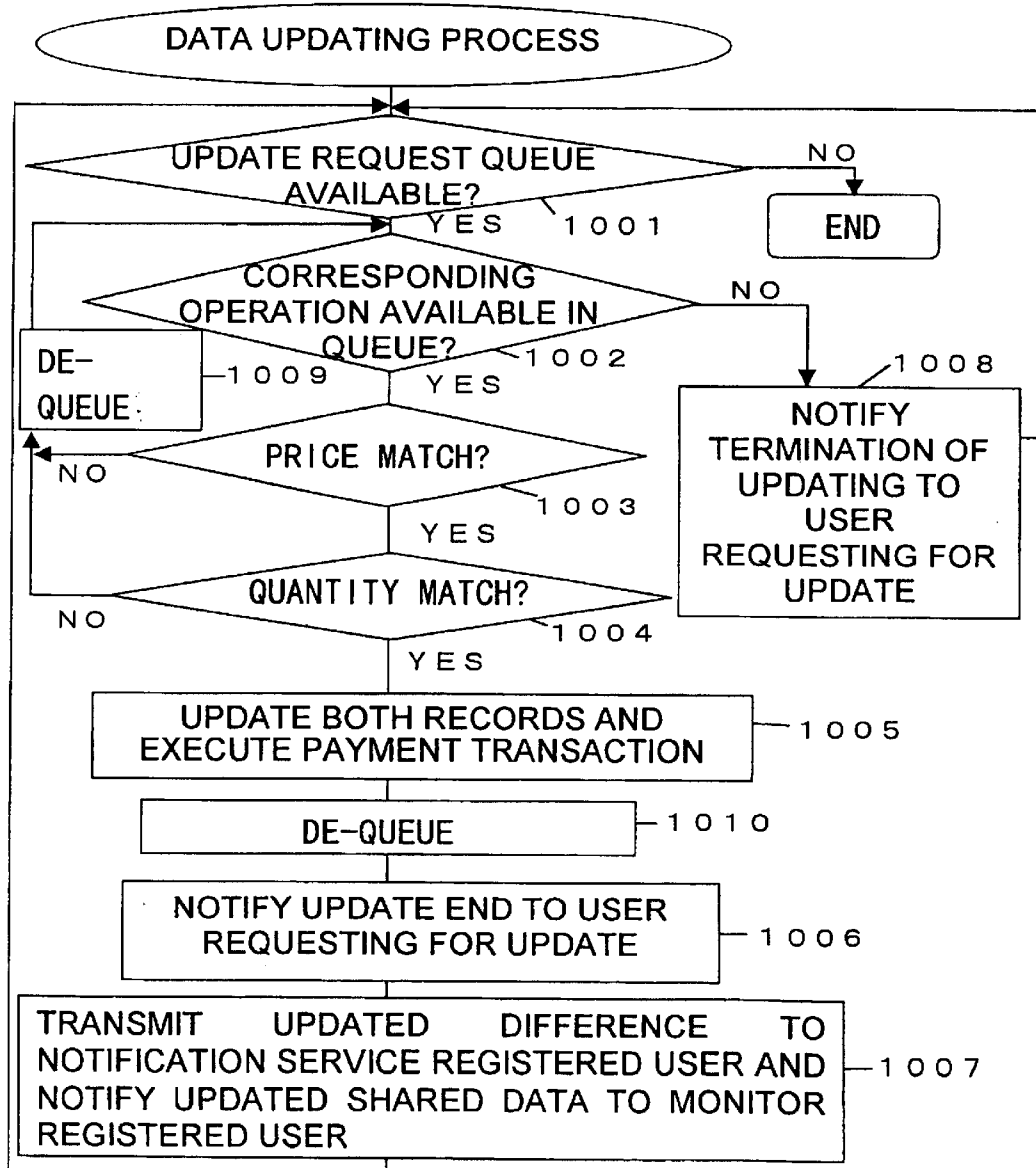 DATA UPDATING PROCESS
UPDATE REQUEST QUEUE
AVAILABLE?
NO
YES
1001
END
CORRESPONDING
OPERATION AVAILABLE IN
QUEUE?
NO
YES
1002
DE-
QUEUE
1009
1008
NOTIFY
TERMINATION OF
UPDATING TO
USER
REQUESTING FOR
UPDATE
PRICE MATCH?
NO
1003
YES
QUANTITY MATCH?
NO
1004
YES
UPDATE BOTH RECORDS AND
EXECUTE PAYMENT TRANSACTION
1005
DE-QUEUE
1010
NOTIFY UPDATE END TO USER
REQUESTING FOR UPDATE
1006
TRANSMIT UPDATED DIFFERENCE TO
NOTIFICATION SERVICE REGISTERED USER AND
NOTIFY UPDATED SHARED DATA TO MONITOR
REGISTERED USER
1007